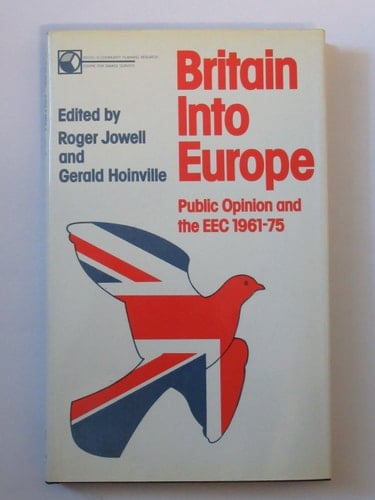 SOCIAL & COMMUNITY PLANNING RESEARCH
CENTRE FOR SAMPLE SURVEYS
Britain
Into
Europe
Edited by
Roger Jowell
and
Gerald Hoinville
Public Opinion and
the EEC 1961-75